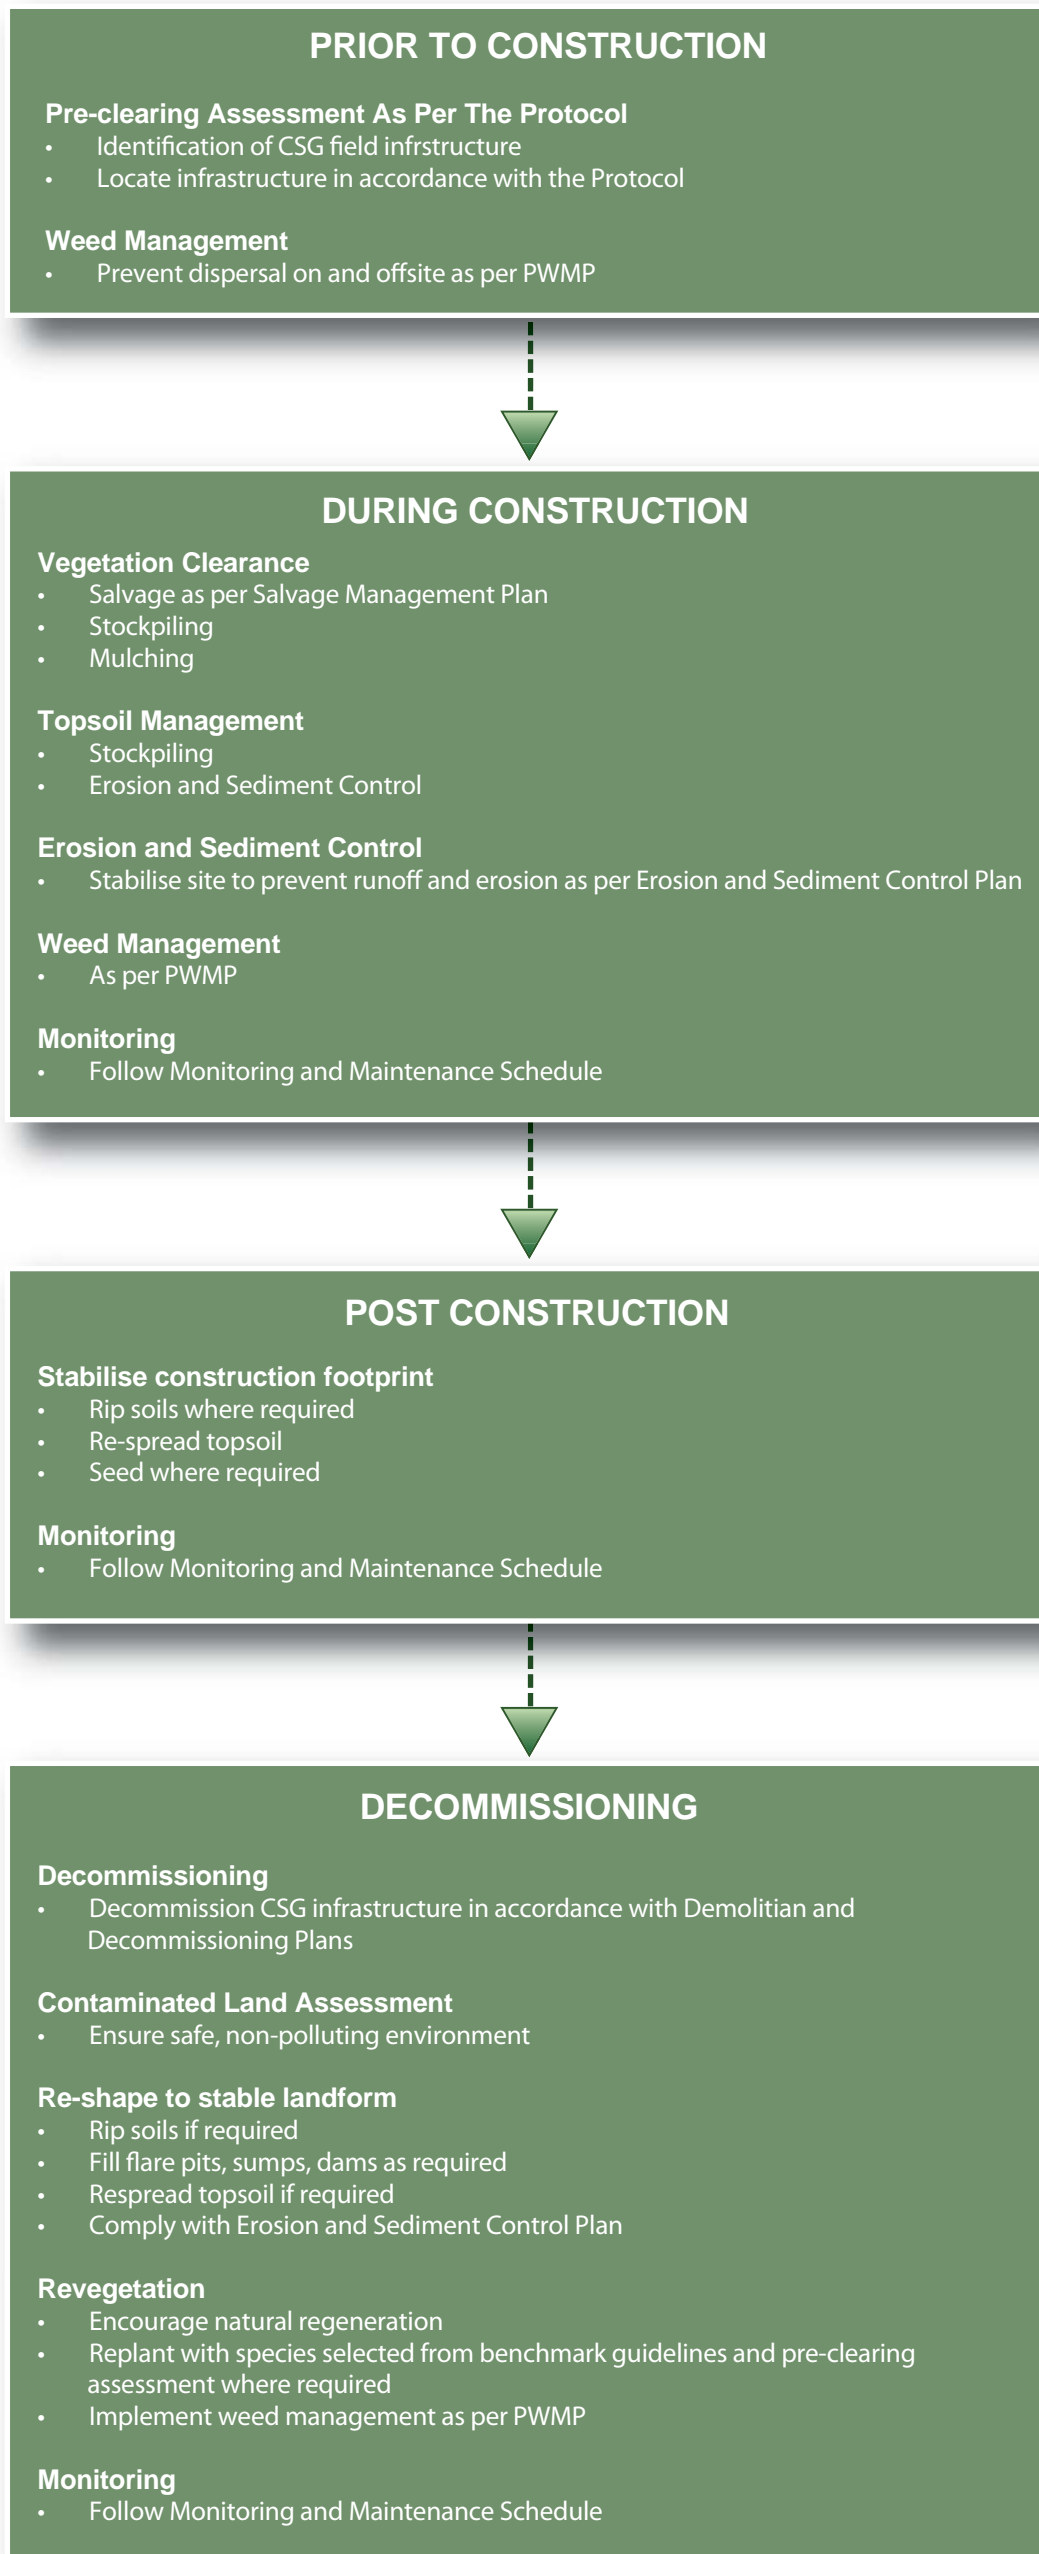 PRIOR TO CONSTRUCTION
Pre-clearing Assessment As Per The Protocol
• Identification of CSG field infrstructure
• Locate infrastructure in accordance with the Protocol
Weed Management
• Prevent dispersal on and offsite as per PWMP
DURING CONSTRUCTION
Vegetation Clearance
• Salvage as per Salvage Management Plan
• Stockpiling
• Mulching
Topsoil Management
• Stockpiling
• Erosion and Sediment Control
Erosion and Sediment Control
• Stabilise site to prevent runoff and erosion as per Erosion and Sediment Control Plan
Weed Management
• As per PWMP
Monitoring
• Follow Monitoring and Maintenance Schedule
POST CONSTRUCTION
Stabilise construction footprint
• Rip soils where required
• Re-spread topsoil
• Seed where required
Monitoring
• Follow Monitoring and Maintenance Schedule
DECOMMISSIONING
Decommissioning
• Decommission CSG infrastructure in accordance with Demolitian and
Decommissioning Plans
Contaminated Land Assessment
• Ensure safe, non-polluting environment
Re-shape to stable landform
• Rip soils if required
• Fill flare pits, sumps, dams as required
• Respread topsoil if required
• Comply with Erosion and Sediment Control Plan
Revegetation
• Encourage natural regeneration
• Replant with species selected from benchmark guidelines and pre-clearing
assessment where required
• Implement weed management as per PWMP
Monitoring
• Follow Monitoring and Maintenance Schedule